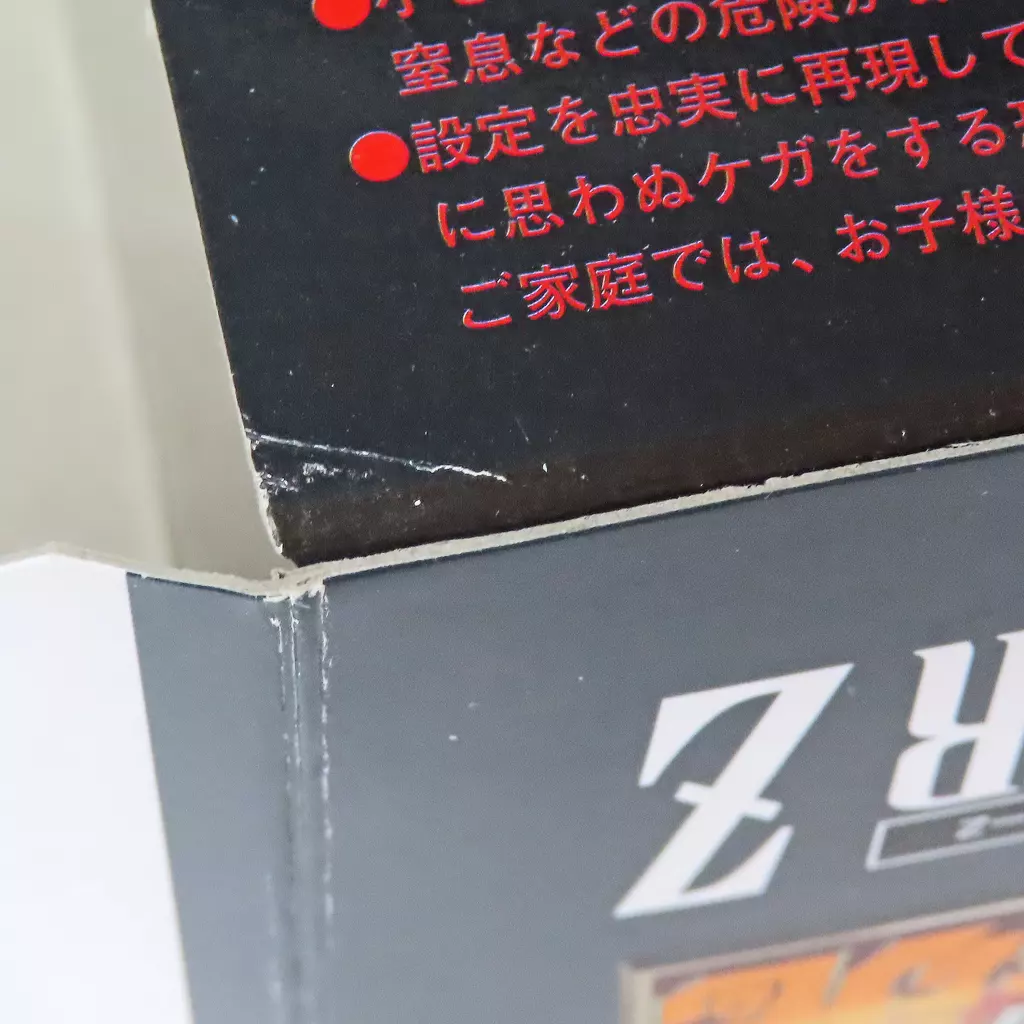 窒息などの危険が
●設定を忠実に再現して
に思わぬケガをする恐
ご家庭では、お子様
R Z